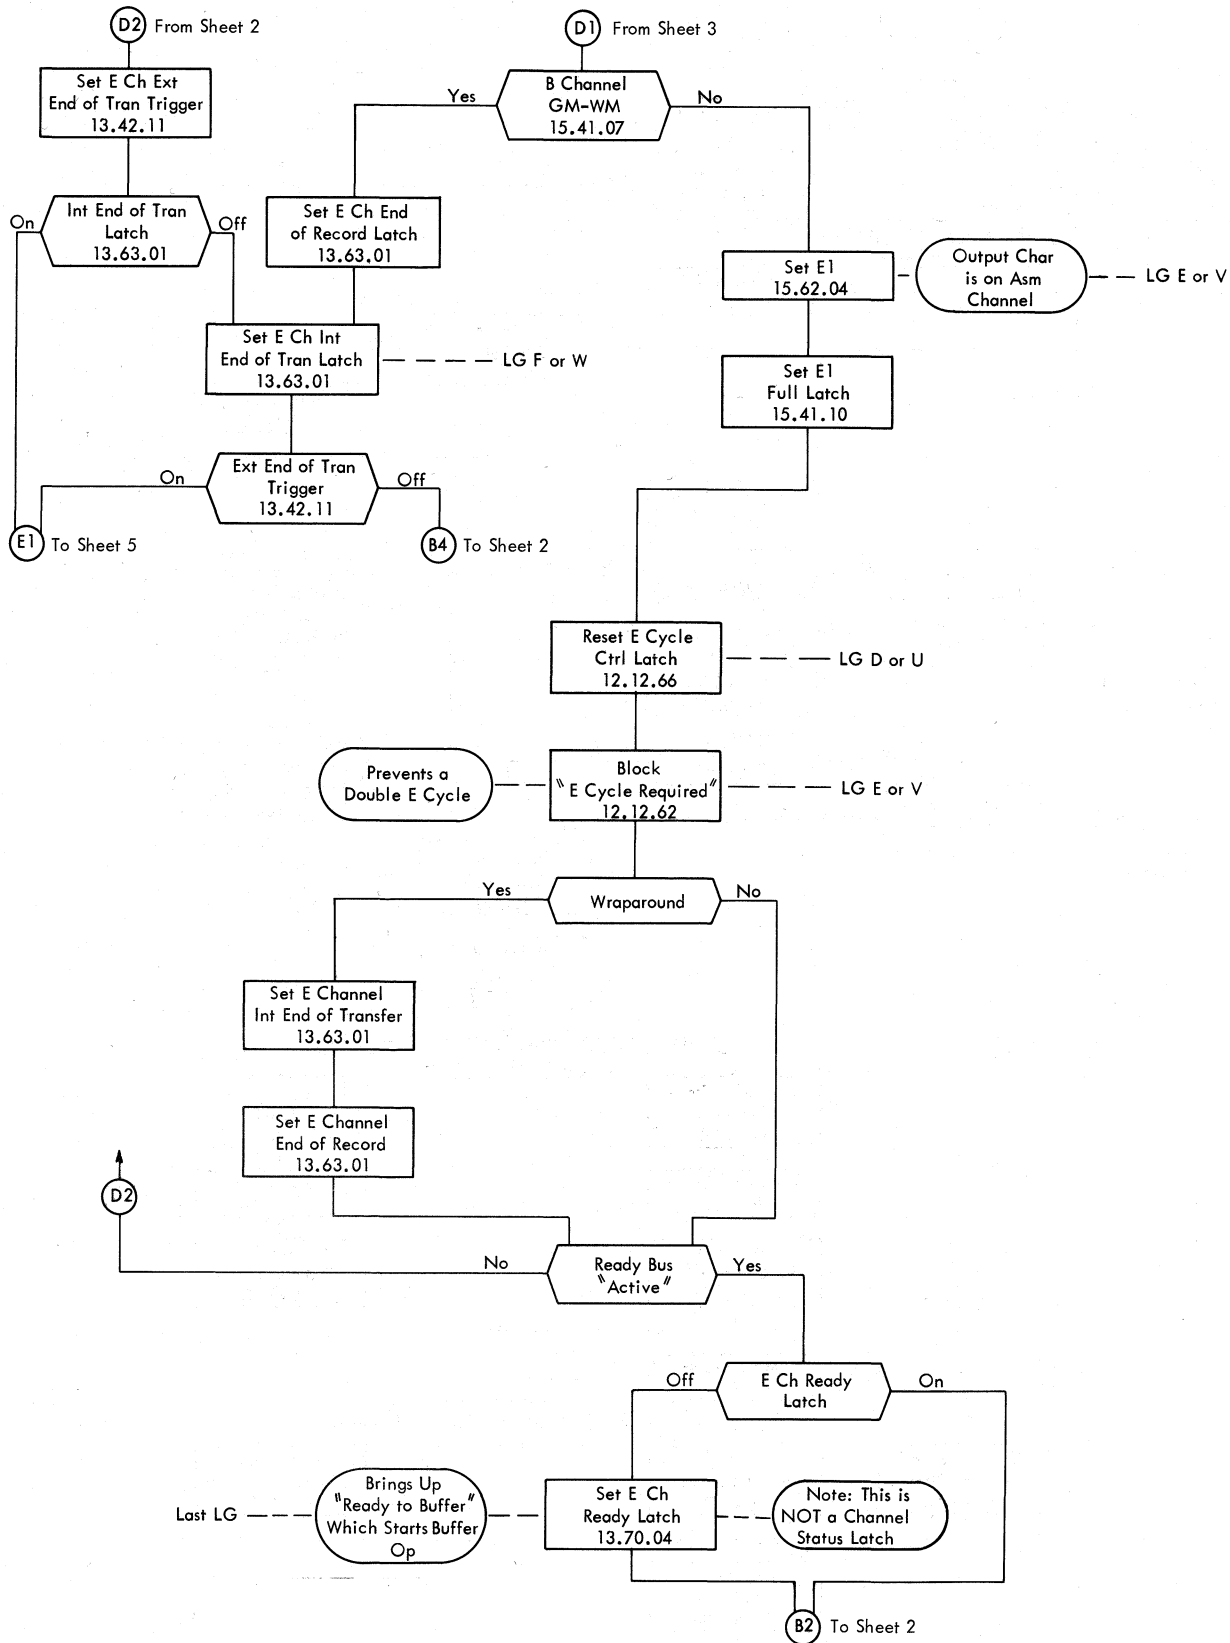 D2 From Sheet 2
D1 From Sheet 3
Set E Ch Ext
End of Tran Trigger
13.42.11
B Channel
GM-WM
15.41.07
Yes
No
Int End of Tran
Latch
13.63.01
On
Off
Set E Ch End
of Record Latch
13.63.01
Set E1
15.62.04
Output Char
is on Asm
Channel
LG E or V
Set E Ch Int
End of Tran Latch
13.63.01
LG F or W
Set E1
Full Latch
15.41.10
Ext End of Tran
Trigger
13.42.11
On
Off
E1 To Sheet 5
B4 To Sheet 2
Reset E Cycle
Ctrl Latch
12.12.66
LG D or U
Prevents a
Double E Cycle
Block
"E Cycle Required"
12.12.62
LG E or V
Wraparound
Yes
No
Set E Channel
Int End of Transfer
13.63.01
Set E Channel
End of Record
13.63.01
D2
Ready Bus
"Active"
No
Yes
E Ch Ready
Latch
Off
On
Last LG
Brings Up
"Ready to Buffer"
Which Starts Buffer
Op
Set E Ch
Ready Latch
13.70.04
Note: This is
NOT a Channel
Status Latch
B2 To Sheet 2